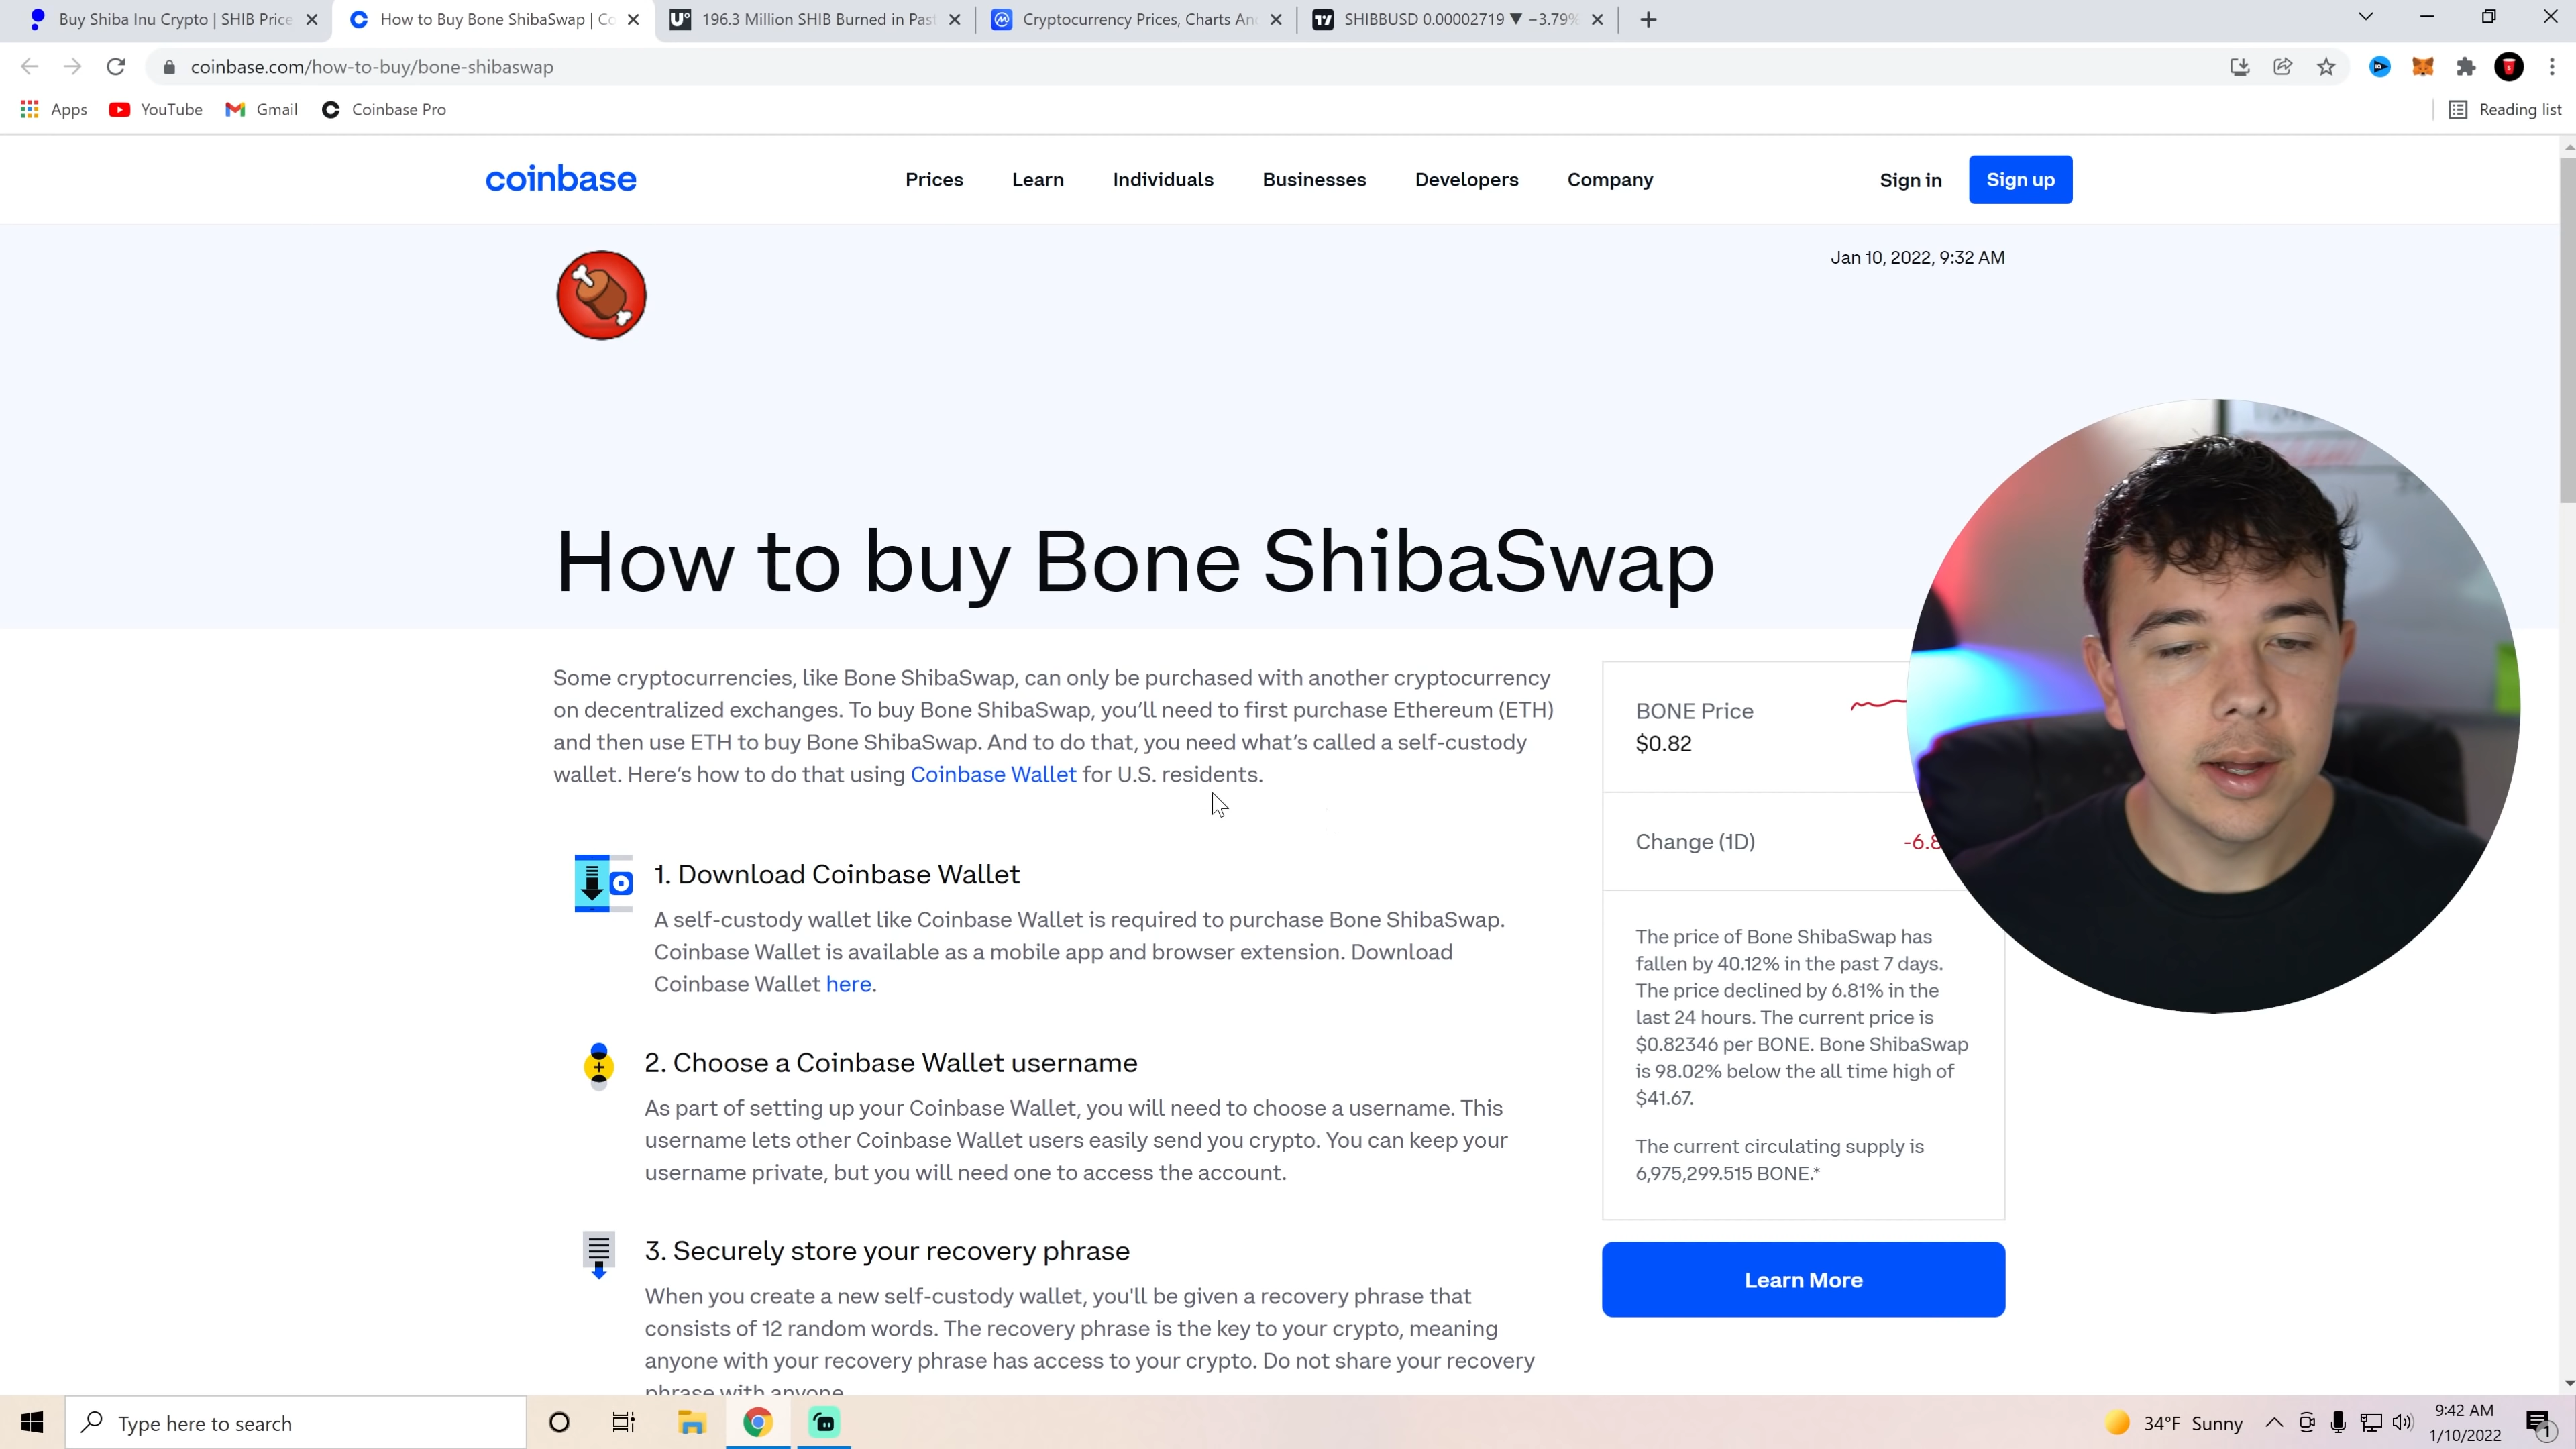 Buy Shiba Inu Crypto | SHIB Price
How to Buy Bone ShibaSwap | Co
U° 196.3 Million SHIB Burned in Pas
Cryptocurrency Prices, Charts An
SHIBBUSD 0.00002719 ▼ −3.79%
coinbase.com/how-to-buy/bone-shibaswap
Apps YouTube Gmail Coinbase Pro Reading list
coinbase Prices Learn Individuals Businesses Developers Company Sign in Sign up
Jan 10, 2022, 9:32 AM
How to buy Bone ShibaSwap
Some cryptocurrencies, like Bone ShibaSwap, can only be purchased with another cryptocurrency
on decentralized exchanges. To buy Bone ShibaSwap, you’ll need to first purchase Ethereum (ETH)
and then use ETH to buy Bone ShibaSwap. And to do that, you need what’s called a self-custody
wallet. Here’s how to do that using Coinbase Wallet for U.S. residents.
1. Download Coinbase Wallet
A self-custody wallet like Coinbase Wallet is required to purchase Bone ShibaSwap.
Coinbase Wallet is available as a mobile app and browser extension. Download
Coinbase Wallet here.
2. Choose a Coinbase Wallet username
As part of setting up your Coinbase Wallet, you will need to choose a username. This
username lets other Coinbase Wallet users easily send you crypto. You can keep your
username private, but you will need one to access the account.
3. Securely store your recovery phrase
When you create a new self-custody wallet, you'll be given a recovery phrase that
consists of 12 random words. The recovery phrase is the key to your crypto, meaning
anyone with your recovery phrase has access to your crypto. Do not share your recovery
phrase with anyone
BONE Price
$0.82
Change (1D) -6.8
The price of Bone ShibaSwap has
fallen by 40.12% in the past 7 days.
The price declined by 6.81% in the
last 24 hours. The current price is
$0.82346 per BONE. Bone ShibaSwap
is 98.02% below the all time high of
$41.67.
The current circulating supply is
6,975,299.515 BONE.*
Learn More
Type here to search
34°F Sunny
9:42 AM
1/10/2022
1